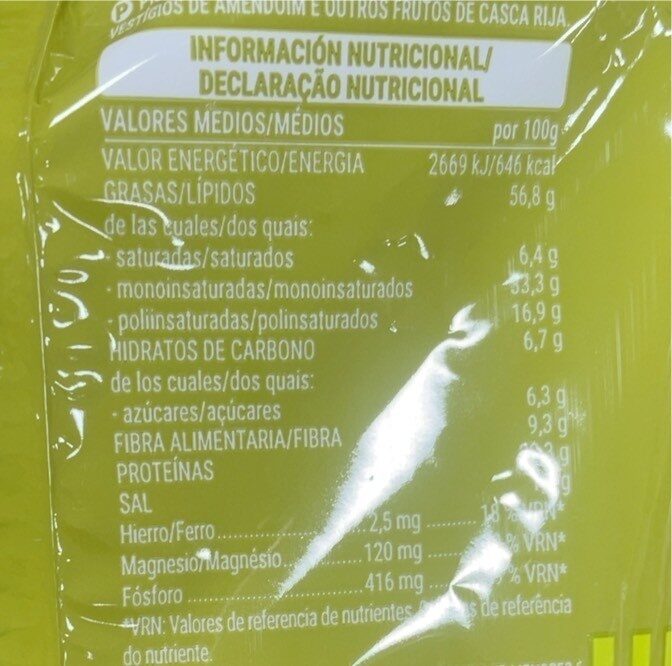 VESTIGIOS DE AMENDOIM E OUTROS FRUTOS DE CASCA RIJA.
INFORMACIÓN NUTRICIONAL/
DECLARAÇÃO NUTRICIONAL
VALORES MEDIOS/MÉDIOS por 100g
VALOR ENERGÉTICO/ENERGIA 2669 kJ/646 kcal
GRASAS/LÍPIDOS 56,8 g
de las cuales/dos quais:
- saturadas/saturados 6,4 g
- monoinsaturadas/monoinsaturados 33,3 g
- poliinsaturadas/polinsaturados 16,9 g
HIDRATOS DE CARBONO 6,7 g
de los cuales/dos quais:
- azúcares/açúcares 6,3 g
FIBRA ALIMENTARIA/FIBRA 9,3 g
PROTEÍNAS g
SAL g
Hierro/Ferro 2,5 mg 18 % VRN*
Magnesio/Magnésio 120 mg % VRN*
Fósforo 416 mg % VRN*
*VRN: Valores de referencia de nutrientes de referência
do nutriente.